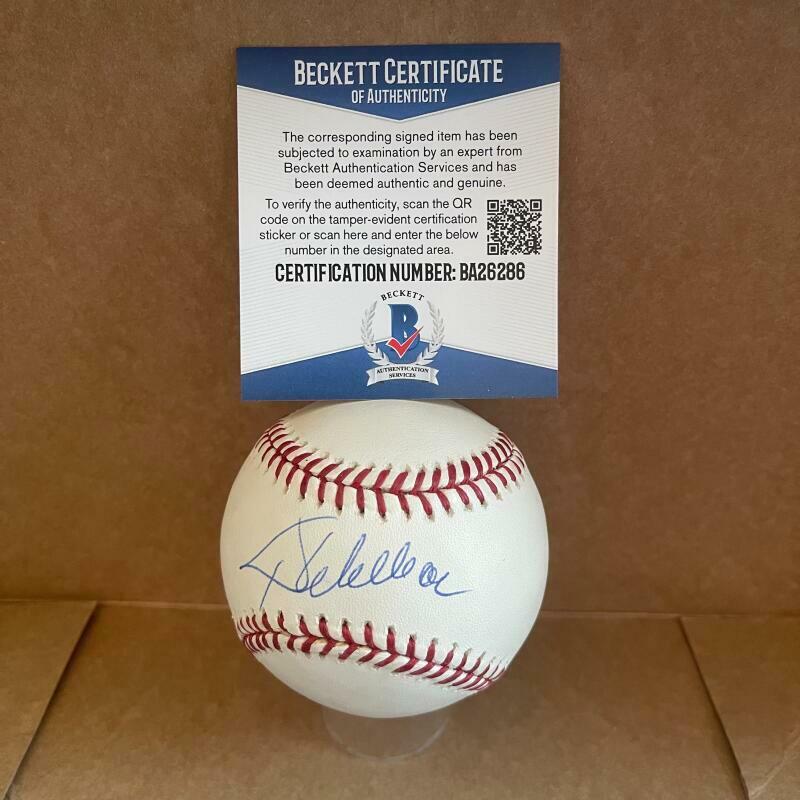 BECKETT CERTIFICATE
OF AUTHENTICITY
The corresponding signed item has been
subjected to examination by an expert from
Beckett Authentication Services and has
been deemed authentic and genuine.
To verify the authenticity, scan the QR
code on the tamper-evident certification
sticker or scan here and enter the below
number in the designated area.
CERTIFICATION NUMBER: BA26286
BECKETT
B
AUTHENTICATION
SERVICES